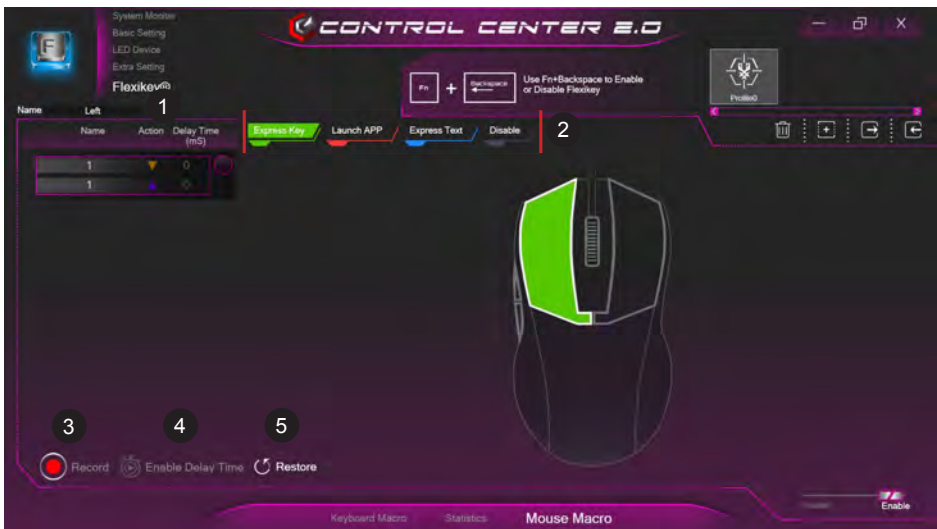 System Monitor
Basic Setting
LED Device
Extra Setting
Flexikey
CONTROL CENTER 2.0
Fn + Backspace
Use Fn+Backspace to Enable
or Disable Flexikey
Profile0
Name Left
1
Name Action Delay Time
(mS)
1 0
1 0
Express Key Launch APP Express Text Disable
2
3 4 5
Record Enable Delay Time Restore
Keyboard Macro Statistics Mouse Macro
Enable